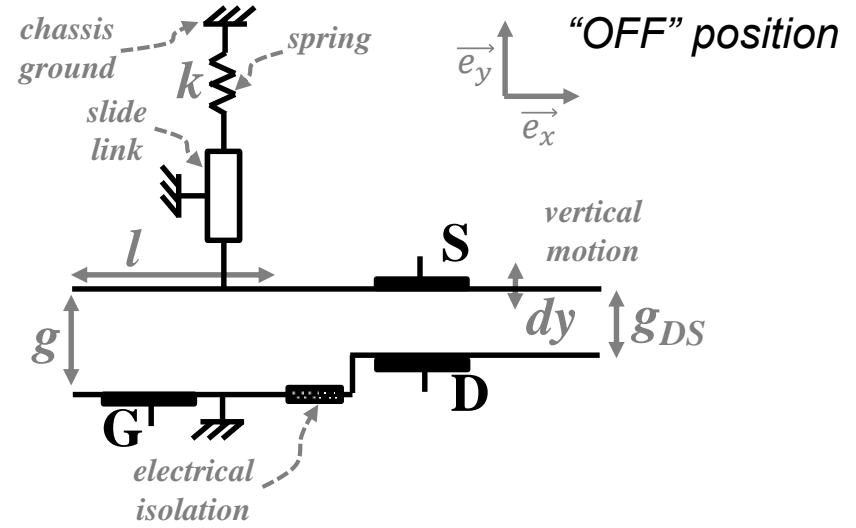 "OFF" position
chassis
ground
spring
k
slide
link
e_y
e_x
vertical
motion
l
S
dy
g_DS
g
D
G
electrical
isolation